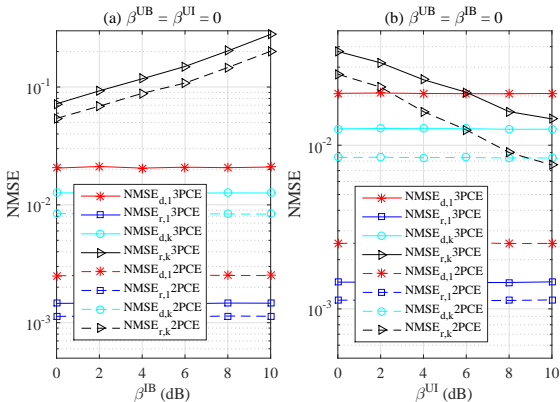 (a) β^UB = β^UI = 0
NMSE
10^-1
10^-2
10^-3
0 2 4 6 8 10
β^IB (dB)
NMSE_d,1 3PCE
NMSE_r,1 3PCE
NMSE_d,k 3PCE
NMSE_r,k 3PCE
NMSE_d,1 2PCE
NMSE_r,1 2PCE
NMSE_d,k 2PCE
NMSE_r,k 2PCE
(b) β^UB = β^IB = 0
NMSE
10^-2
10^-3
0 2 4 6 8 10
β^UI (dB)
NMSE_d,1 3PCE
NMSE_r,1 3PCE
NMSE_d,k 3PCE
NMSE_r,k 3PCE
NMSE_d,1 2PCE
NMSE_r,1 2PCE
NMSE_d,k 2PCE
NMSE_r,k 2PCE